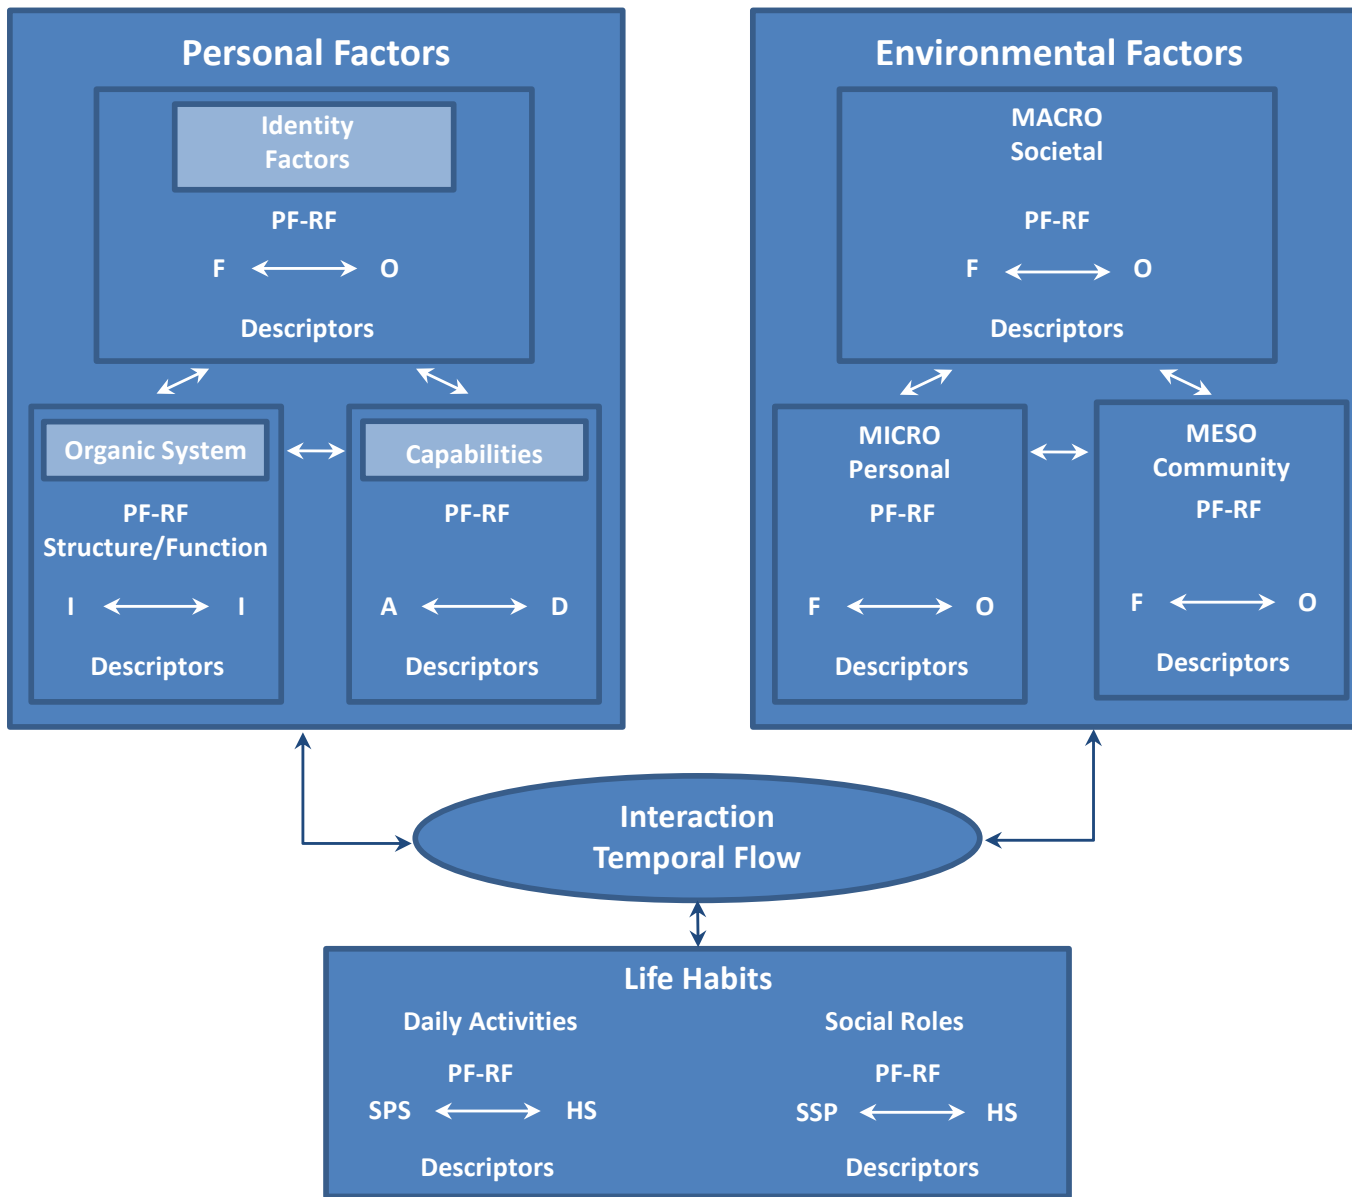 Personal Factors
Identity
Factors
PF-RF
F O
Descriptors
Organic System
PF-RF
Structure/Function
I I
Descriptors
Capabilities
PF-RF
A D
Descriptors
Environmental Factors
MACRO
Societal
PF-RF
F O
Descriptors
MICRO
Personal
PF-RF
F O
Descriptors
MESO
Community
PF-RF
F O
Descriptors
Interaction
Temporal Flow
Life Habits
Daily Activities
PF-RF
SPS HS
Descriptors
Social Roles
PF-RF
SSP HS
Descriptors